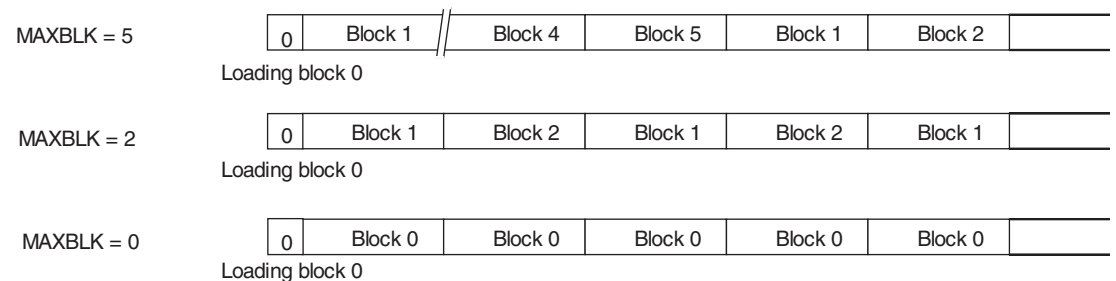 MAXBLK = 5 0 Block 1 Block 4 Block 5 Block 1 Block 2
Loading block 0
MAXBLK = 2 0 Block 1 Block 2 Block 1 Block 2 Block 1
Loading block 0
MAXBLK = 0 0 Block 0 Block 0 Block 0 Block 0 Block 0
Loading block 0